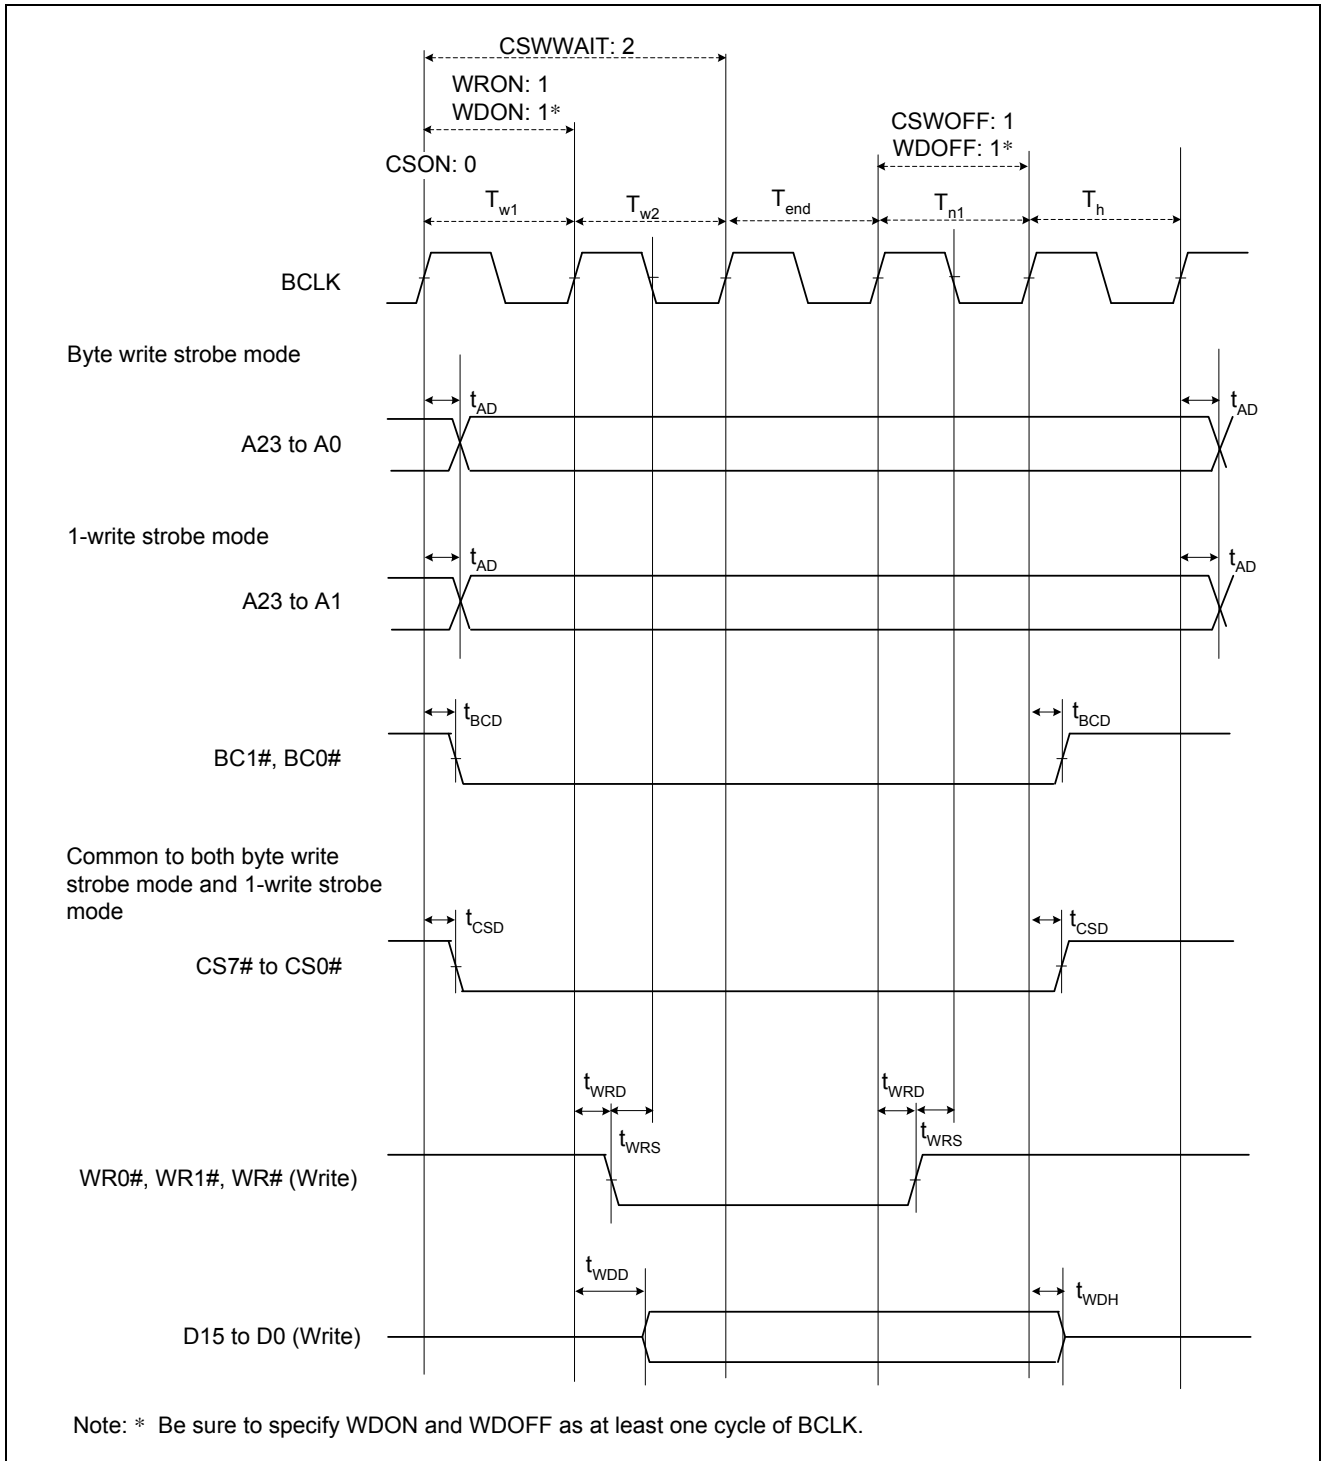 CSWWAIT: 2
WRON: 1
WDON: 1*
CSWOFF: 1
WDOFF: 1*
CSON: 0
Tw1 Tw2 Tend Tn1 Th
BCLK
Byte write strobe mode
tAD tAD
A23 to A0
1-write strobe mode
tAD tAD
A23 to A1
tBCD tBCD
BC1#, BC0#
Common to both byte write
strobe mode and 1-write strobe
mode
tCSD tCSD
CS7# to CS0#
tWRD tWRD
tWRS tWRS
WR0#, WR1#, WR# (Write)
tWDD tWDH
D15 to D0 (Write)
Note: * Be sure to specify WDON and WDOFF as at least one cycle of BCLK.